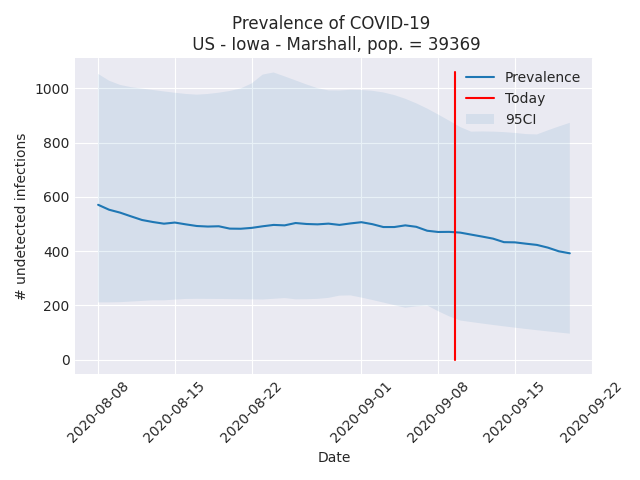 Prevalence of COVID-19
US - Iowa - Marshall, pop. = 39369
Prevalence
Today
95CI
# undetected infections
1000
800
600
400
200
0
2020-08-08
2020-08-15
2020-08-22
2020-09-01
2020-09-08
2020-09-15
2020-09-22
Date